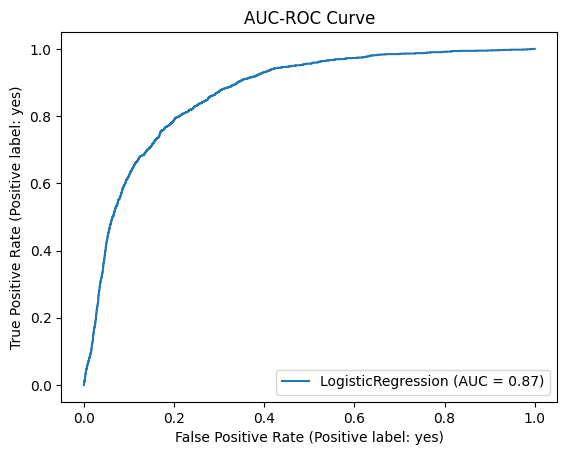 AUC-ROC Curve
True Positive Rate (Positive label: yes)
1.0
0.8
0.6
0.4
0.2
0.0
LogisticRegression (AUC = 0.87)
0.0 0.2 0.4 0.6 0.8 1.0
False Positive Rate (Positive label: yes)